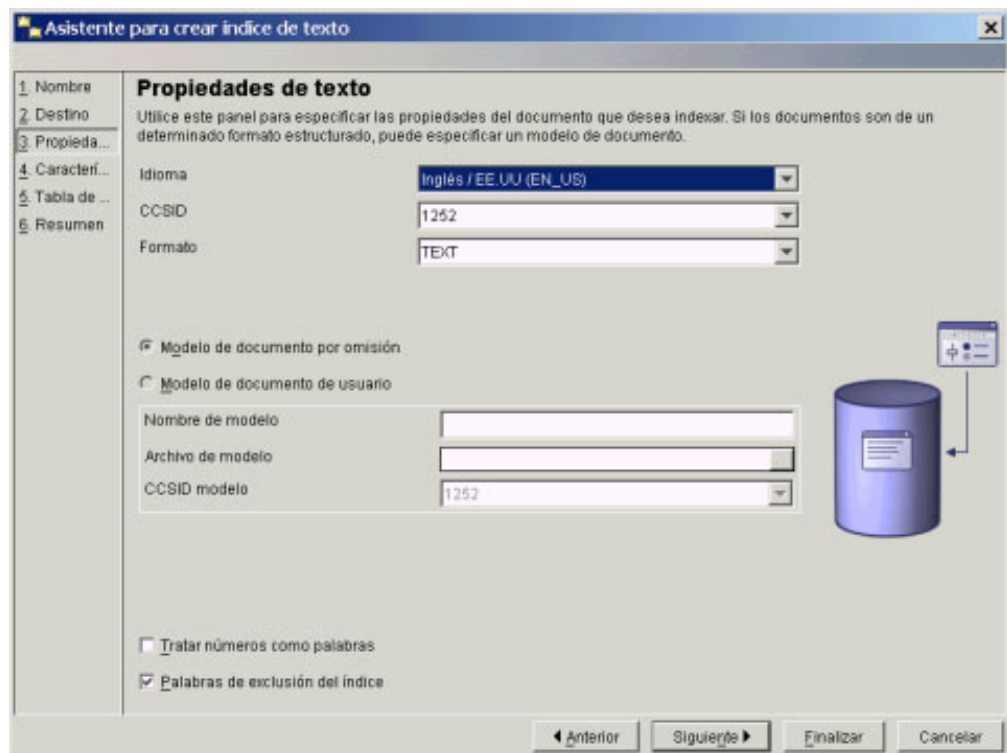 Asistente para crear índice de texto
1. Nombre
2. Destino
3. Propieda...
4. Caracterí...
5. Tabla de ...
6. Resumen
Propiedades de texto
Utilice este panel para especificar las propiedades del documento que desea indexar. Si los documentos son de un
determinado formato estructurado, puede especificar un modelo de documento.
Idioma
Inglés / EE.UU (EN_US)
CCSID
1252
Formato
TEXT
Modelo de documento por omisión
Modelo de documento de usuario
Nombre de modelo
Archivo de modelo
CCSID modelo
1252
Tratar números como palabras
Palabras de exclusión del índice
Anterior
Siguiente
Finalizar
Cancelar